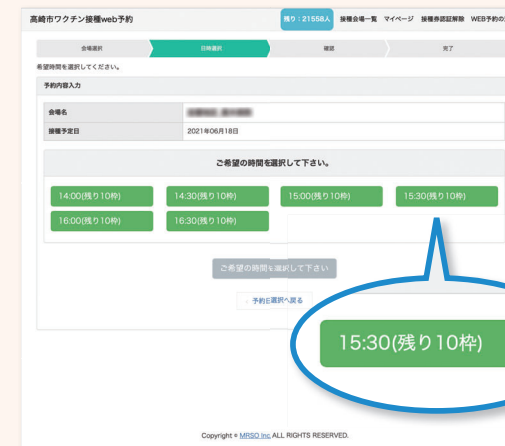 高崎市ワクチン接種web予約
残り：21558人 接種会場一覧 マイページ 接種券認証解除 WEB予約の
会場選択 日時選択 確認 完了
希望時間を選択してください。
予約内容入力
会場名
接種予定日 2021年06月18日
ご希望の時間を選択して下さい。
14:00(残り10枠) 14:30(残り10枠) 15:00(残り10枠) 15:30(残り10枠)
16:00(残り10枠) 16:30(残り10枠)
ご希望の時間を選択して下さい
予約日選択へ戻る
15:30(残り10枠)
Copyright © MRSO Inc. ALL RIGHTS RESERVED.